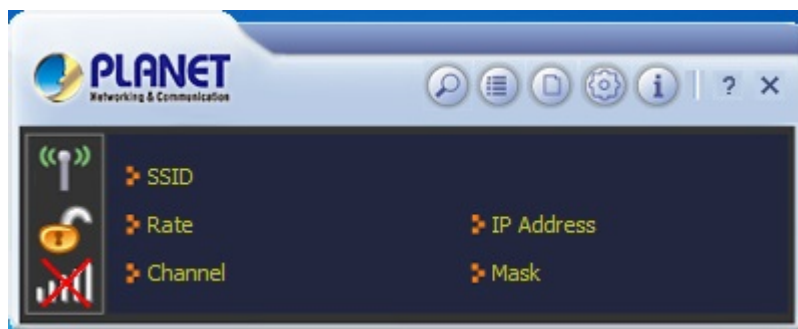 PLANET
Networking & Communication
i ? ×
SSID
Rate IP Address
Channel Mask